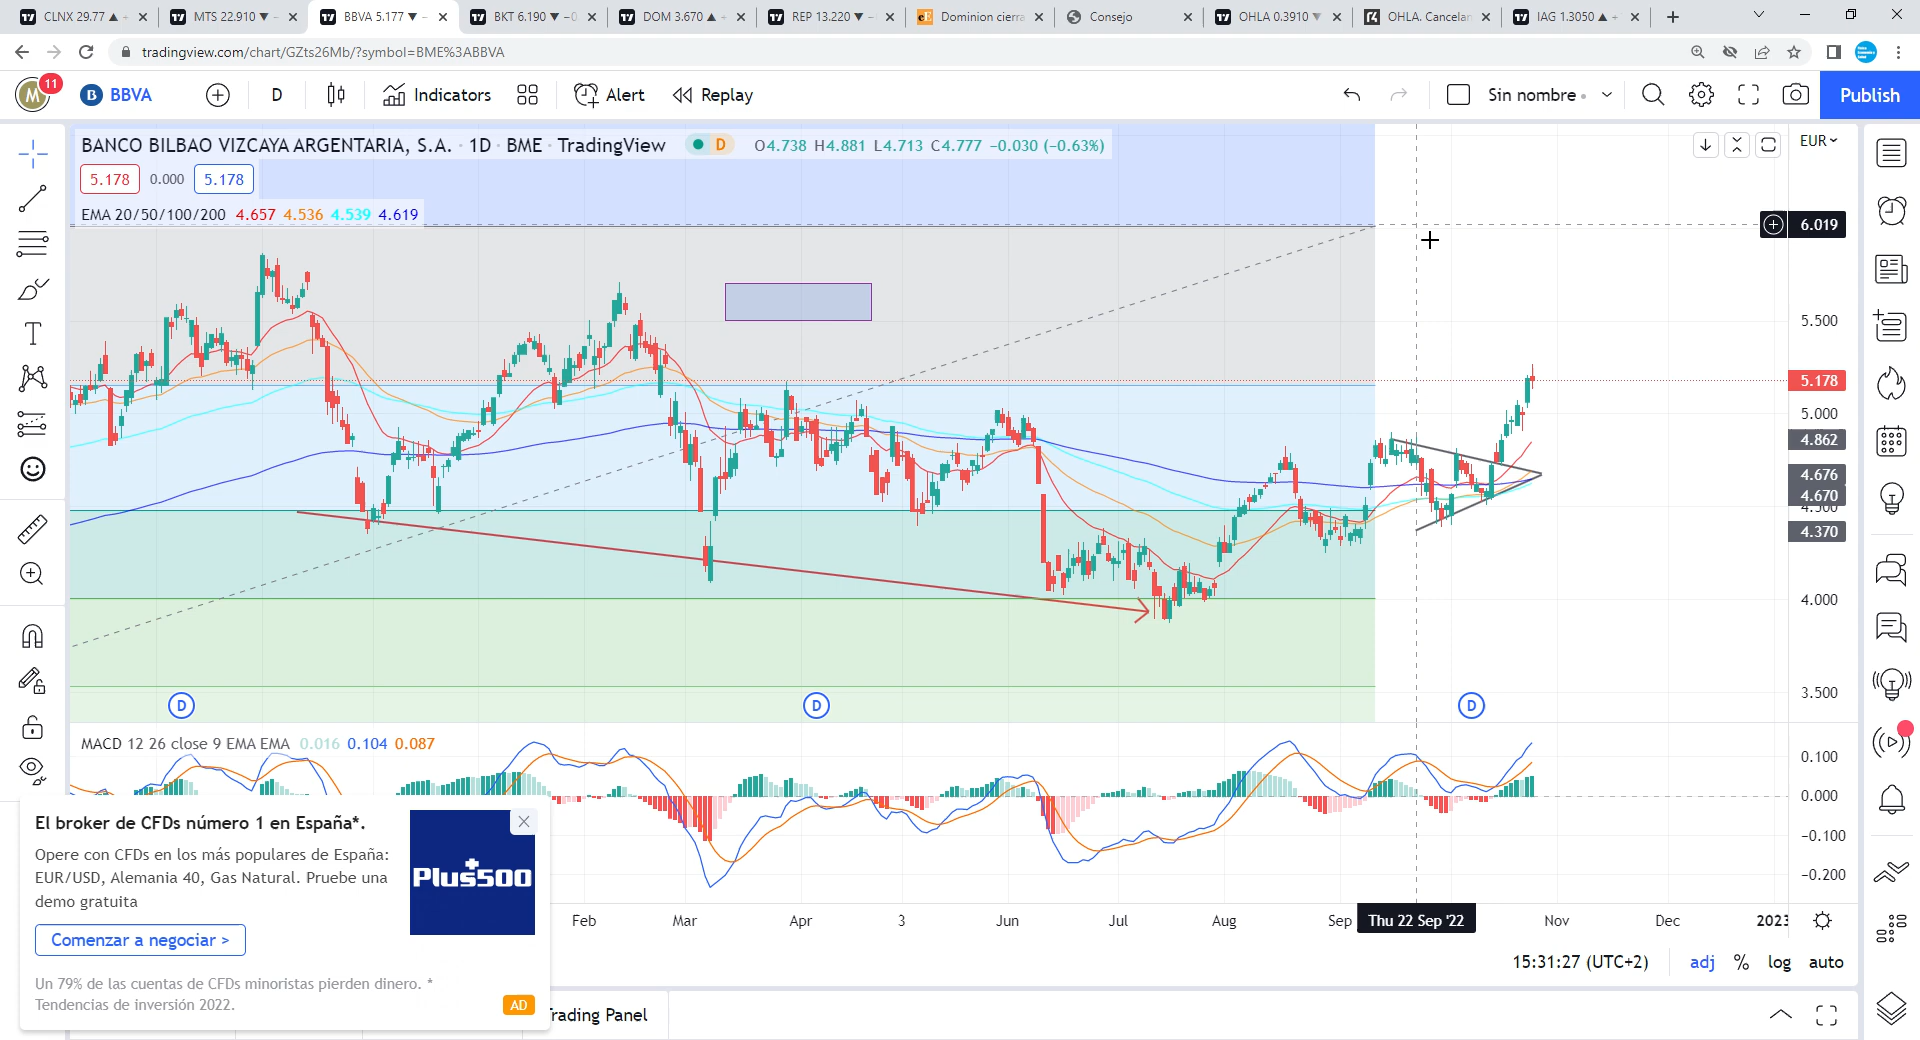 CLNX 29.77 ▲ +
MTS 22.910 ▼ −
BBVA 5.177 ▼ −
BKT 6.190 ▼ −0
DOM 3.670 ▲ +
REP 13.220 ▼ −
Dominion cierra
Consejo
OHLA 0.3910 ▼
OHLA. Cancelan
IAG 1.3050 ▲ +
tradingview.com/chart/GZts26Mb/?symbol=BME%3ABBVA
M 11
B BBVA
D
Indicators
Alert
Replay
Sin nombre
Publish
BANCO BILBAO VIZCAYA ARGENTARIA, S.A. · 1D · BME · TradingView
D
O4.738 H4.881 L4.713 C4.777 −0.030 (−0.63%)
EUR
5.178 0.000 5.178
EMA 20/50/100/200 4.657 4.536 4.539 4.619
6.019
5.500
5.178
5.000
4.862
4.676
4.670
4.500
4.370
4.000
3.500
D
D
D
MACD 12 26 close 9 EMA EMA 0.016 0.104 0.087
0.100
0.000
−0.100
−0.200
Feb Mar Apr 3 Jun Jul Aug Sep Thu 22 Sep '22 Nov Dec 2023
15:31:27 (UTC+2) adj % log auto
El broker de CFDs número 1 en España*.
Opere con CFDs en los más populares de España:
EUR/USD, Alemania 40, Gas Natural. Pruebe una
demo gratuita
Plus500
Comenzar a negociar >
Un 79% de las cuentas de CFDs minoristas pierden dinero. *
Tendencias de inversión 2022.
AD
Trading Panel